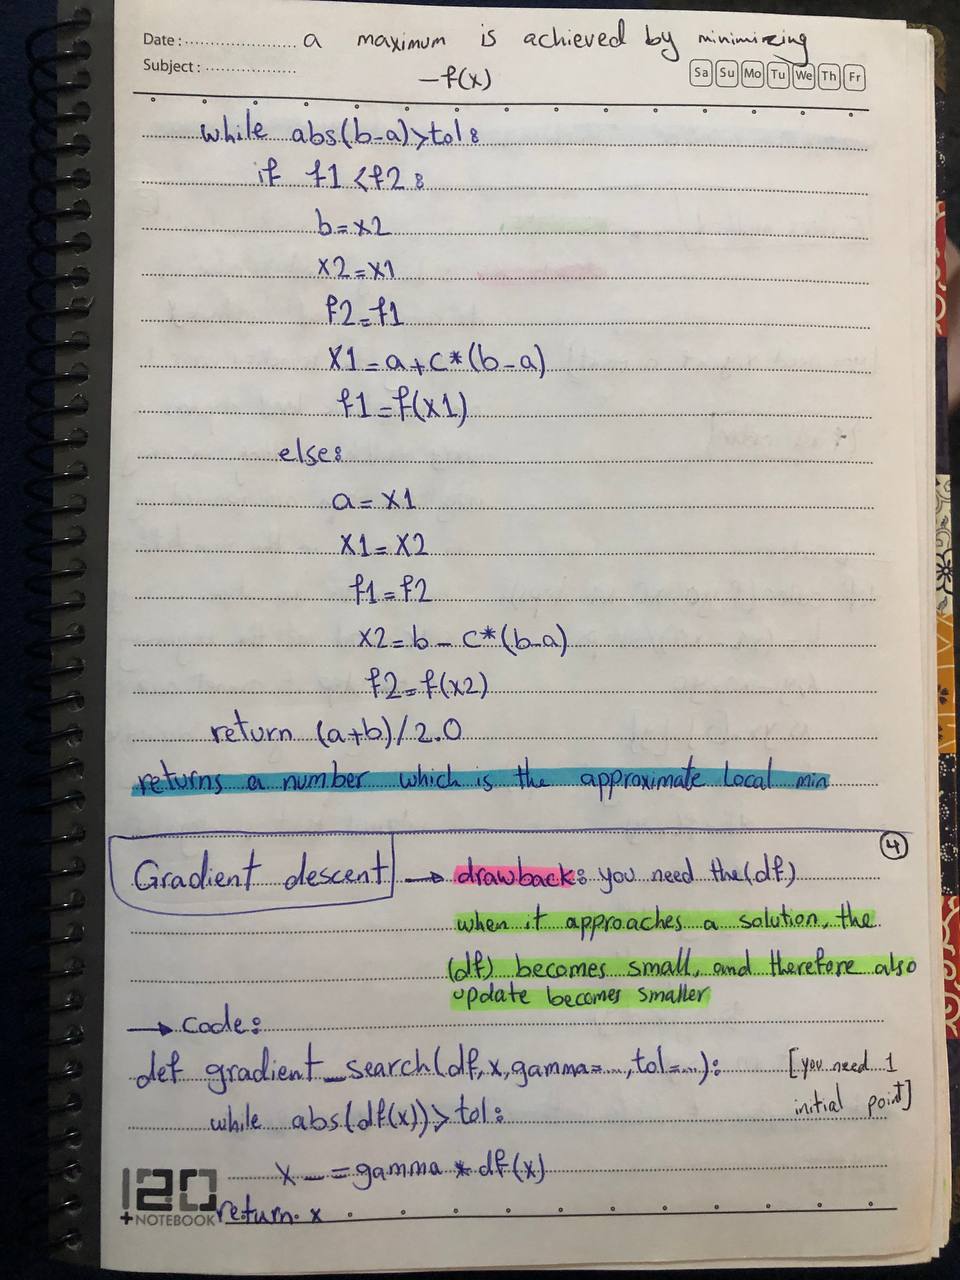 Date: a maximum is achieved by minimizing
Subject: -f(x) Sa Su Mo Tu We Th Fr
while abs(b-a)>tol:
if f1<f2:
b=x2
x2=x1
f2=f1
x1=a+c*(b-a)
f1=f(x1)
else:
a=x1
x1=x2
f1=f2
x2=b-c*(b-a)
f2=f(x2)
return (a+b)/2.0
returns a number which is the approximate local min
4
Gradient descent → drawback: you need the (df)
when it approaches a solution, the
(df) becomes small, and therefore also
update becomes smaller
→ code:
def gradient_search(df,x,gamma=...,tol=...): [you need 1
while abs(df(x))>tol: initial point]
x -= gamma * df(x)
return x
120
+NOTEBOOK